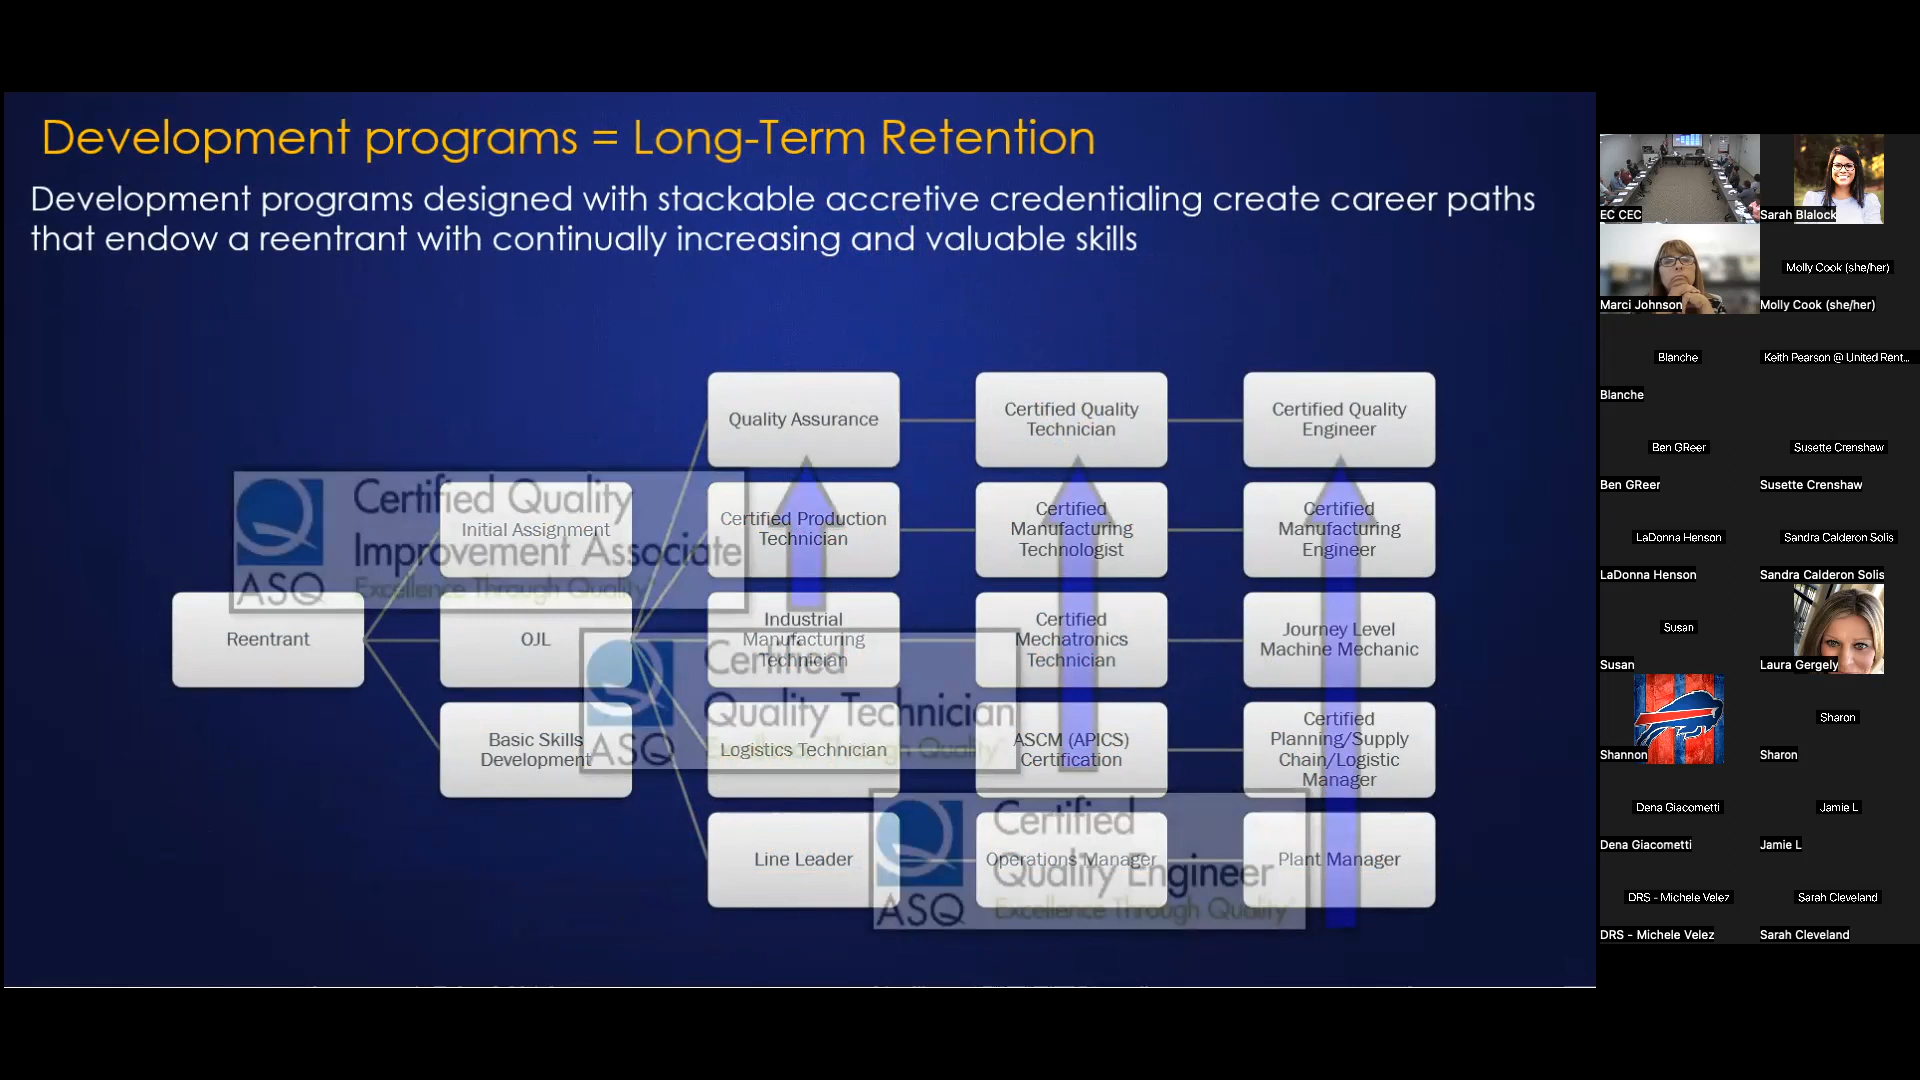 Development programs = Long-Term Retention
Development programs designed with stackable accretive credentialing create career paths
that endow a reentrant with continually increasing and valuable skills
Reentrant
Initial Assignment
OJL
Basic Skills
Development
Quality Assurance
Certified Production
Technician
Industrial
Manufacturing
Technician
Logistics Technician
Line Leader
Certified Quality
Technician
Certified
Manufacturing
Technologist
Certified
Mechatronics
Technician
ASCM (APICS)
Certification
Operations Manager
Certified Quality
Engineer
Certified
Manufacturing
Engineer
Journey Level
Machine Mechanic
Certified
Planning/Supply
Chain/Logistic
Manager
Plant Manager
ASQ
Certified Quality
Improvement Associate
Excellence Through Quality
ASQ
Certified
Quality Technician
Excellence Through Quality
ASQ
Certified
Quality Engineer
Excellence Through Quality
EC CEC
Sarah Blalock
Marci Johnson
Molly Cook (she/her)
Molly Cook (she/her)
Blanche
Blanche
Keith Pearson @ United Rent...
Ben GReer
Ben GReer
Susette Crenshaw
Susette Crenshaw
LaDonna Henson
LaDonna Henson
Sandra Calderon Solis
Sandra Calderon Solis
Susan
Susan
Laura Gergely
Shannon
Sharon
Sharon
Dena Giacometti
Dena Giacometti
Jamie L
Jamie L
DRS - Michele Velez
DRS - Michele Velez
Sarah Cleveland
Sarah Cleveland